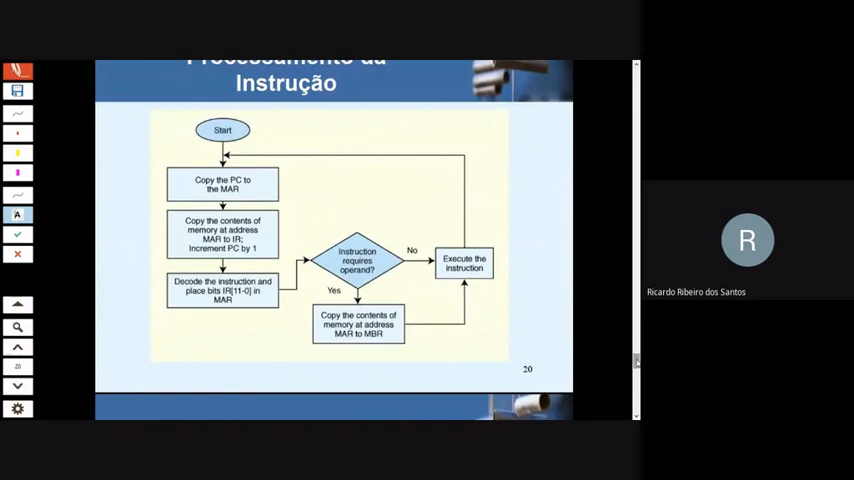 Processamento da
Instrução
Start
Copy the PC to
the MAR
Copy the contents of
memory at address
MAR to IR;
Increment PC by 1
Decode the instruction and
place bits IR[11-0] in
MAR
Instruction
requires
operand?
No
Yes
Execute the
instruction
Copy the contents of
memory at address
MAR to MBR
20
A
20
R
Ricardo Ribeiro dos Santos